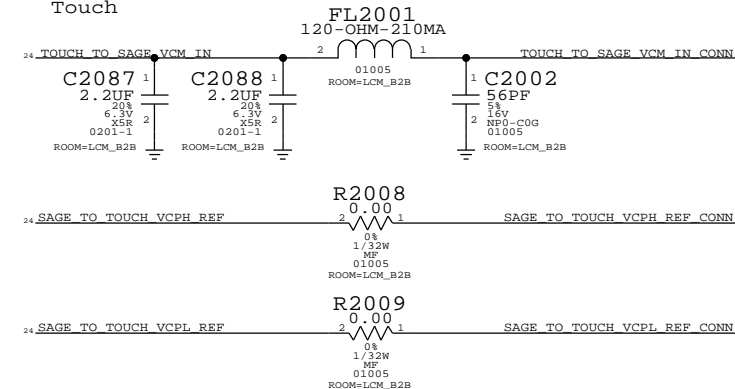 Touch
FL2001
120-OHM-210MA
24 TOUCH_TO_SAGE_VCM_IN
2
1
TOUCH_TO_SAGE_VCM_IN_CONN
01005
ROOM=LCM_B2B
C2087 1
2.2UF
20%
6.3V
X5R 2
0201-1
ROOM=LCM_B2B
C2088 1
2.2UF
20%
6.3V
X5R 2
0201-1
ROOM=LCM_B2B
1 C2002
56PF
5%
16V
2 NP0-C0G
01005
ROOM=LCM_B2B
R2008
0.00
24 SAGE_TO_TOUCH_VCPH_REF
2
1
SAGE_TO_TOUCH_VCPH_REF_CONN
0%
1/32W
MF
01005
ROOM=LCM_B2B
R2009
0.00
24 SAGE_TO_TOUCH_VCPL_REF
2
1
SAGE_TO_TOUCH_VCPL_REF_CONN
0%
1/32W
MF
01005
ROOM=LCM_B2B